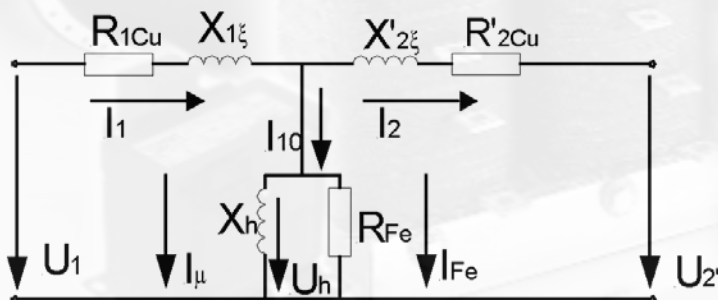 R1Cu X1ξ X'2ξ R'2Cu
I1 I10 I2
Xh RFe
U1 Iμ Uh IFe U2'